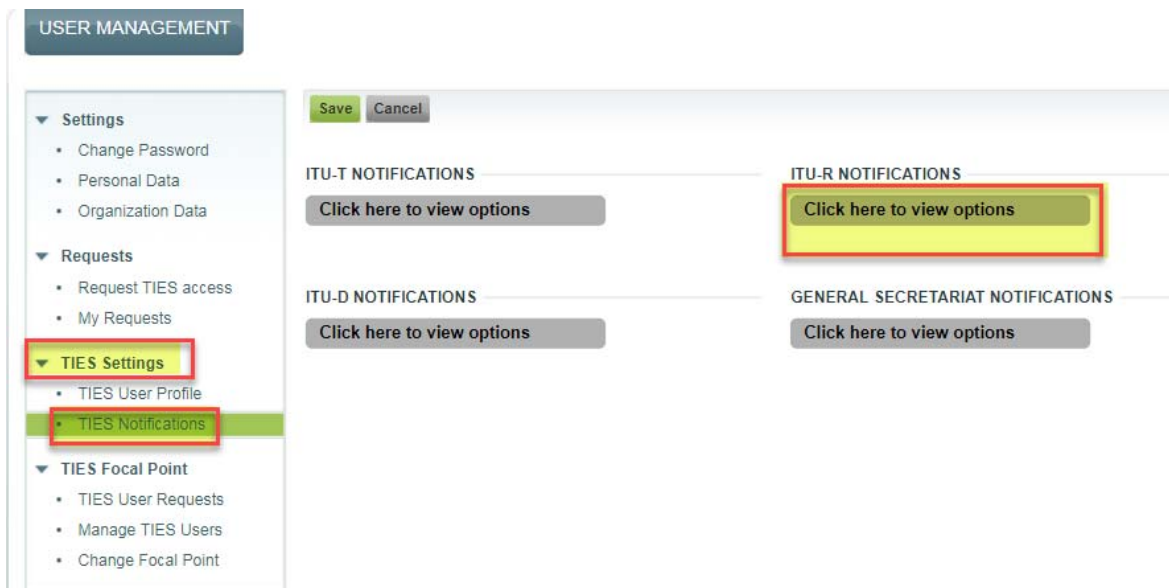 USER MANAGEMENT
Settings
• Change Password
• Personal Data
• Organization Data
Requests
• Request TIES access
• My Requests
TIES Settings
• TIES User Profile
• TIES Notifications
TIES Focal Point
• TIES User Requests
• Manage TIES Users
• Change Focal Point
Save Cancel
ITU-T NOTIFICATIONS
Click here to view options
ITU-R NOTIFICATIONS
Click here to view options
ITU-D NOTIFICATIONS
Click here to view options
GENERAL SECRETARIAT NOTIFICATIONS
Click here to view options